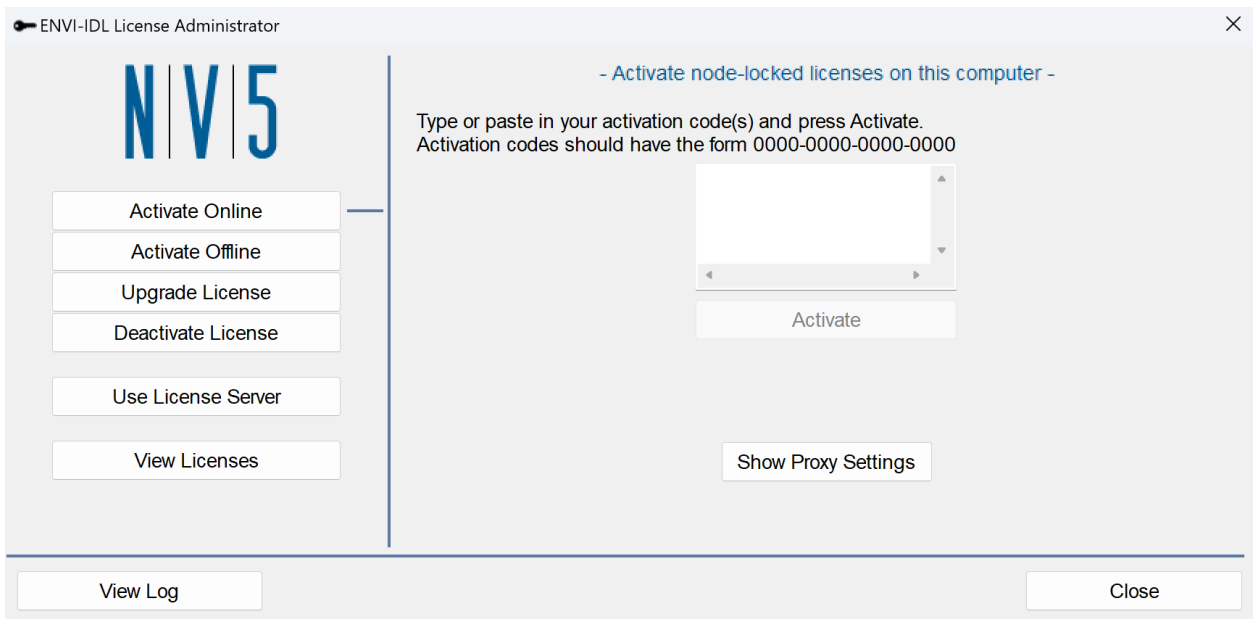 ENVI-IDL License Administrator
N|V|5
Activate Online
Activate Offline
Upgrade License
Deactivate License
Use License Server
View Licenses
- Activate node-locked licenses on this computer -
Type or paste in your activation code(s) and press Activate.
Activation codes should have the form 0000-0000-0000-0000
Activate
Show Proxy Settings
View Log
Close